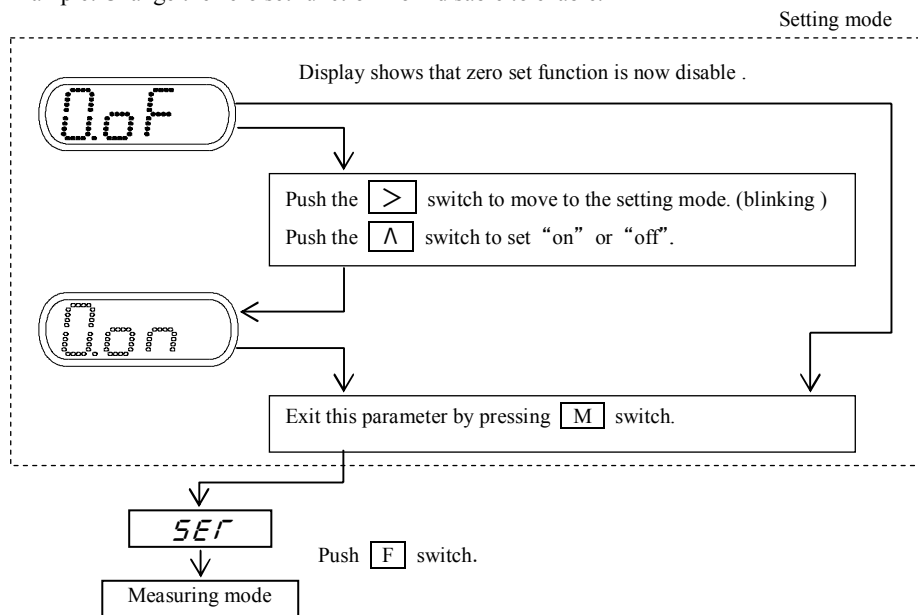 Setting mode
Display shows that zero set function is now disable .
0.oF
Push the > switch to move to the setting mode. (blinking )
Push the Λ switch to set “on” or “off”.
0.on
Exit this parameter by pressing M switch.
SET
Push F switch.
Measuring mode